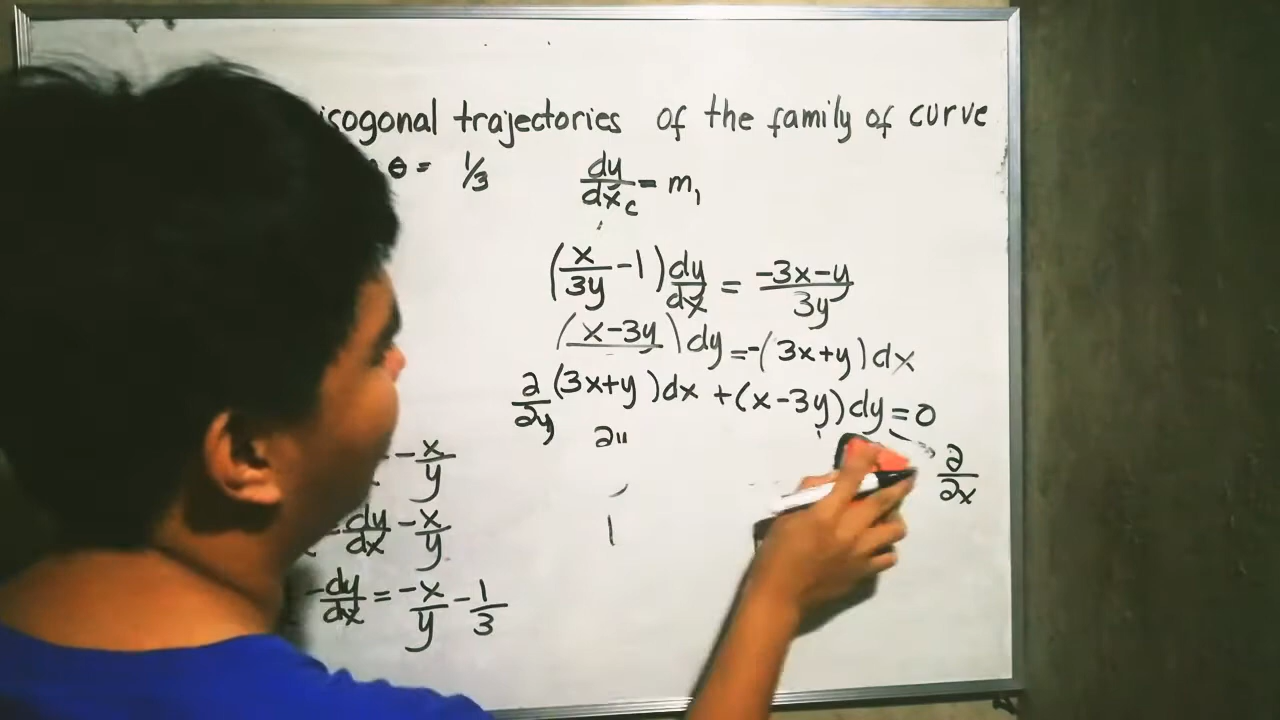 isogonal trajectories of the family of curve
θ = 1/3
dy/dx_c = m₁
(x/3y - 1) dy/dx = -3x-y/3y
(x-3y) dy = -(3x+y) dx
∂/∂y (3x+y) dx + (x-3y) dy = 0
∂/∂x
1
- x/y
dy/dx - x/y
- dy/dx = -x/y - 1/3